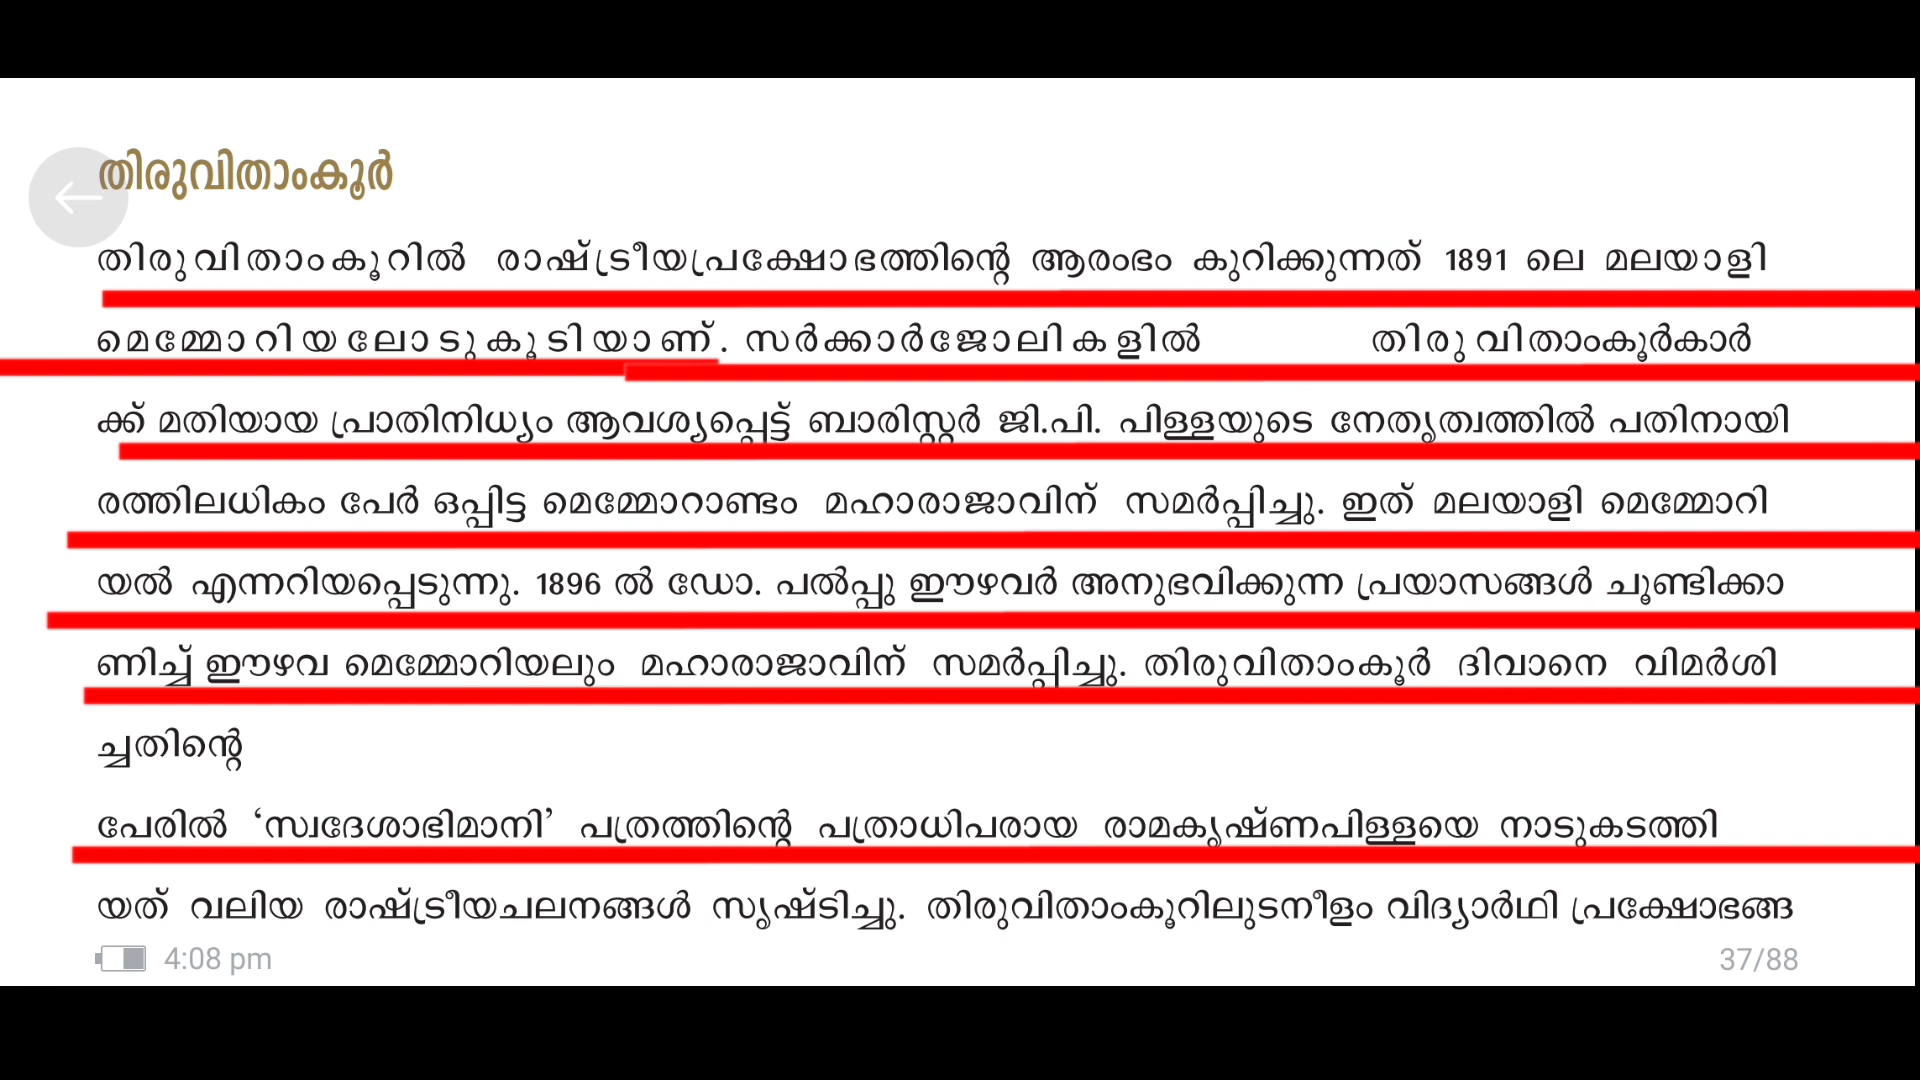 തിരുവിതാംകൂർ
തിരുവിതാംകൂറിൽ രാഷ്ട്രീയപ്രക്ഷോഭത്തിന്റെ ആരംഭം കുറിക്കുന്നത് 1891 ലെ മലയാളി
മെമ്മോറിയലോടുകൂടിയാണ്. സർക്കാർജോലികളിൽ തിരുവിതാംകൂർകാർ
ക്ക് മതിയായ പ്രാതിനിധ്യം ആവശ്യപ്പെട്ട് ബാരിസ്റ്റർ ജി.പി. പിള്ളയുടെ നേതൃത്വത്തിൽ പതിനായി
രത്തിലധികം പേർ ഒപ്പിട്ട മെമ്മോറാണ്ടം മഹാരാജാവിന് സമർപ്പിച്ചു. ഇത് മലയാളി മെമ്മോറി
യൽ എന്നറിയപ്പെടുന്നു. 1896 ൽ ഡോ. പൽപ്പു ഈഴവർ അനുഭവിക്കുന്ന പ്രയാസങ്ങൾ ചൂണ്ടിക്കാ
ണിച്ച് ഈഴവ മെമ്മോറിയലും മഹാരാജാവിന് സമർപ്പിച്ചു. തിരുവിതാംകൂർ ദിവാനെ വിമർശി
ച്ചതിന്റെ
പേരിൽ ‘സ്വദേശാഭിമാനി’ പത്രത്തിന്റെ പത്രാധിപരായ രാമകൃഷ്ണപിള്ളയെ നാടുകടത്തി
യത് വലിയ രാഷ്ട്രീയചലനങ്ങൾ സൃഷ്ടിച്ചു. തിരുവിതാംകൂറിലുടനീളം വിദ്യാർഥി പ്രക്ഷോഭങ്ങ
4:08 pm 37/88